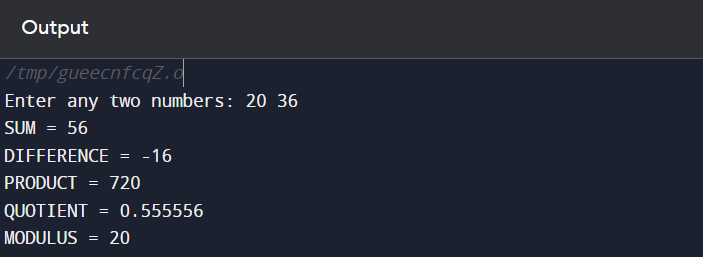 Output
/tmp/gueecnfcqZ.o
Enter any two numbers: 20 36
SUM = 56
DIFFERENCE = -16
PRODUCT = 720
QUOTIENT = 0.555556
MODULUS = 20